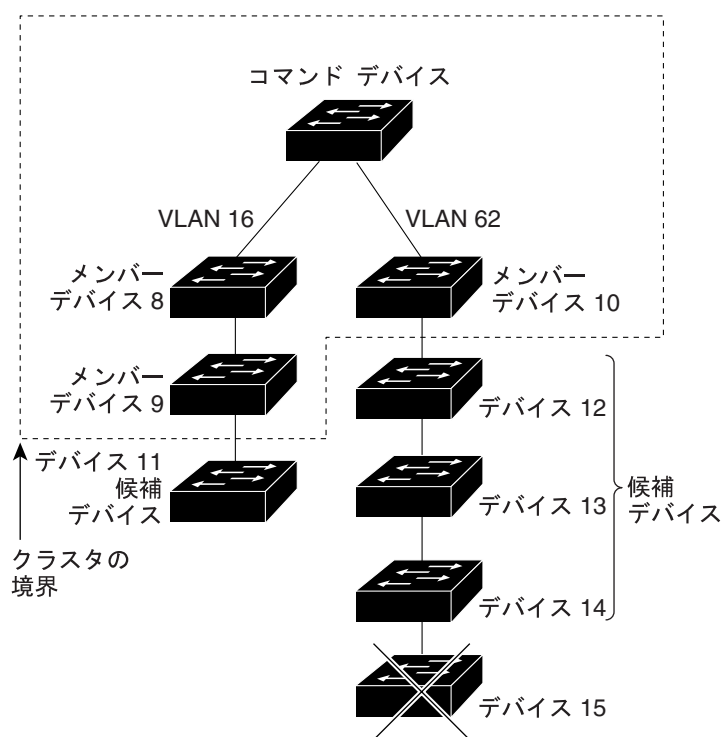 コマンド デバイス
VLAN 16
VLAN 62
メンバー
デバイス 8
メンバー
デバイス 10
メンバー
デバイス 9
デバイス 12
デバイス 11
候補
デバイス
デバイス 13
候補
デバイス
クラスタの
境界
デバイス 14
デバイス 15